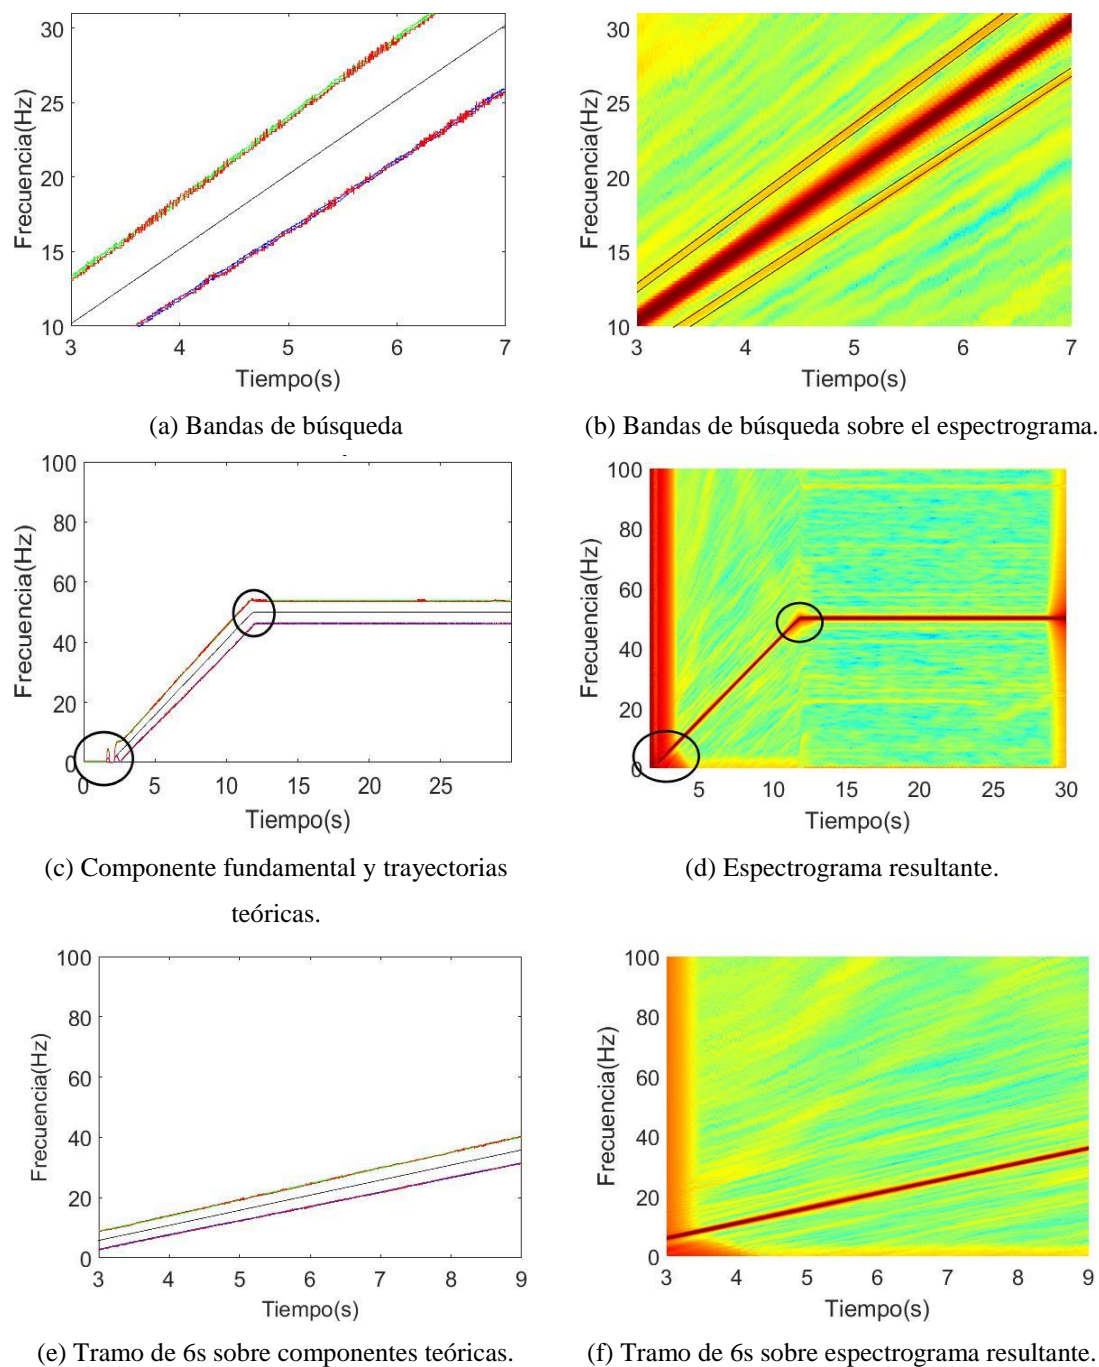 30
25
20
15
10
Frecuencia(Hz)
3 4 5 6 7
Tiempo(s)
(a) Bandas de búsqueda
30
25
20
15
10
Frecuencia(Hz)
3 4 5 6 7
Tiempo(s)
(b) Bandas de búsqueda sobre el espectrograma.
100
80
60
40
20
0
Frecuencia(Hz)
0 5 10 15 20 25
Tiempo(s)
(c) Componente fundamental y trayectorias
teóricas.
100
80
60
40
20
0
Frecuencia(Hz)
5 10 15 20 25 30
Tiempo(s)
(d) Espectrograma resultante.
100
80
60
40
20
0
Frecuencia(Hz)
3 4 5 6 7 8 9
Tiempo(s)
(e) Tramo de 6s sobre componentes teóricas.
100
80
60
40
20
0
Frecuencia(Hz)
3 4 5 6 7 8 9
Tiempo(s)
(f) Tramo de 6s sobre espectrograma resultante.